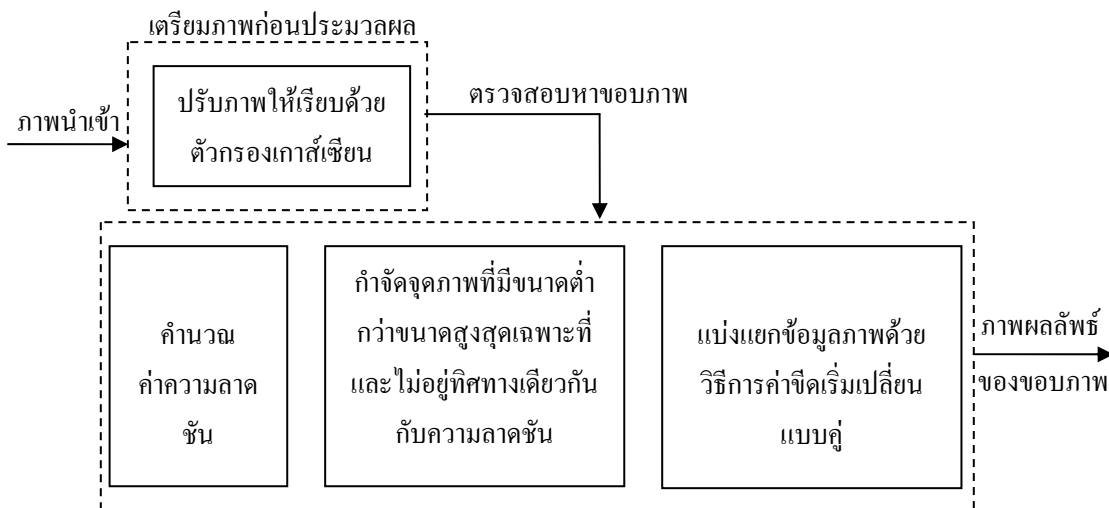 เตรียมภาพก่อนประมวลผล
ภาพนำเข้า
ปรับภาพให้เรียบด้วย
ตัวกรองเกาส์เซียน
ตรวจสอบหาขอบภาพ
คำนวณ
ค่าความลาด
ชัน
กำจัดจุดภาพที่มีขนาดต่ำ
กว่าขนาดสูงสุดเฉพาะที่
และไม่อยู่ทิศทางเดียวกัน
กับความลาดชัน
แบ่งแยกข้อมูลภาพด้วย
วิธีการค่าขีดเริ่มเปลี่ยน
แบบคู่
ภาพผลลัพธ์
ของขอบภาพ